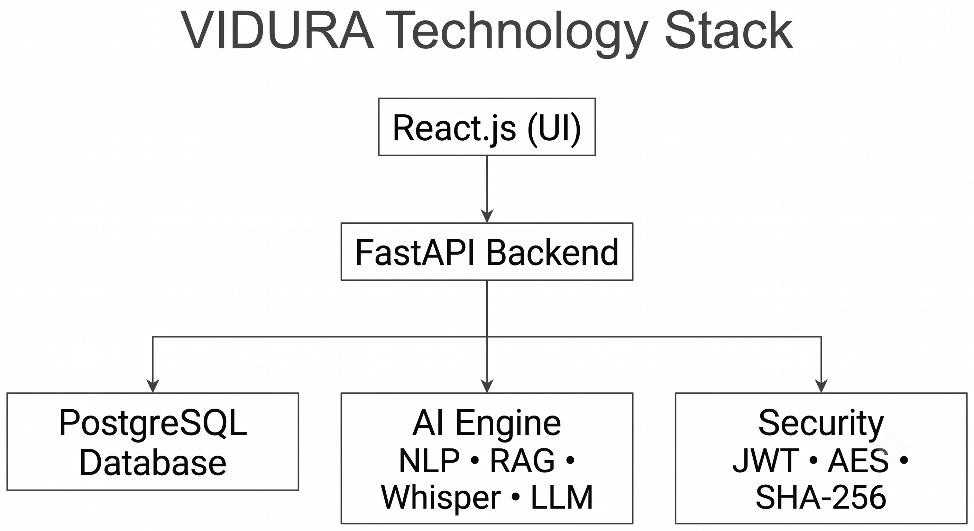 VIDURA Technology Stack
React.js (UI)
FastAPI Backend
PostgreSQL
Database
AI Engine
NLP • RAG •
Whisper • LLM
Security
JWT • AES •
SHA-256